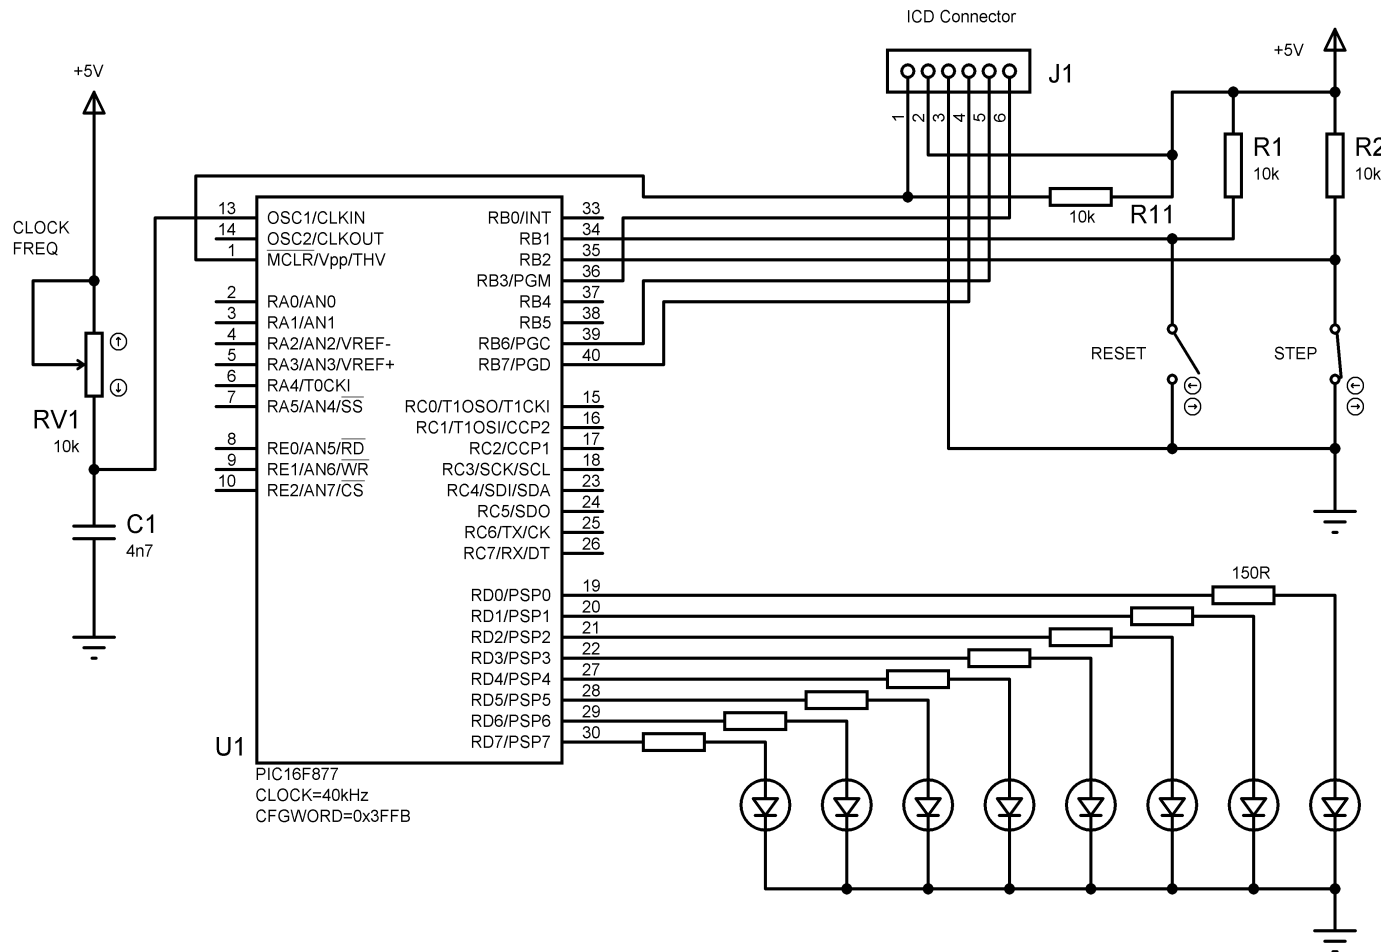 ICD Connector
J1
1
2
3
4
5
6
+5V
+5V
R1
10k
R2
10k
10k
R11
CLOCK
FREQ
RV1
10k
C1
4n7
13 OSC1/CLKIN
14 OSC2/CLKOUT
1 MCLR/Vpp/THV
2 RA0/AN0
3 RA1/AN1
4 RA2/AN2/VREF-
5 RA3/AN3/VREF+
6 RA4/T0CKI
7 RA5/AN4/SS
8 RE0/AN5/RD
9 RE1/AN6/WR
10 RE2/AN7/CS
RB0/INT 33
RB1 34
RB2 35
RB3/PGM 36
RB4 37
RB5 38
RB6/PGC 39
RB7/PGD 40
RC0/T1OSO/T1CKI 15
RC1/T1OSI/CCP2 16
RC2/CCP1 17
RC3/SCK/SCL 18
RC4/SDI/SDA 23
RC5/SDO 24
RC6/TX/CK 25
RC7/RX/DT 26
RD0/PSP0 19
RD1/PSP1 20
RD2/PSP2 21
RD3/PSP3 22
RD4/PSP4 27
RD5/PSP5 28
RD6/PSP6 29
RD7/PSP7 30
RESET
STEP
150R
U1
PIC16F877
CLOCK=40kHz
CFGWORD=0x3FFB